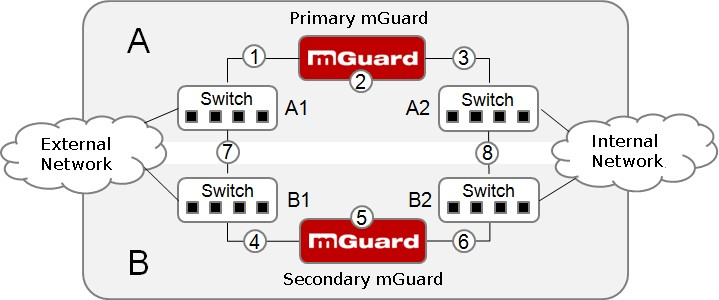 Primary mGuard
A
1
mGuard
3
2
Switch
A1
A2
Switch
External
Network
7
8
Internal
Network
Switch
B1
B2
Switch
5
4
mGuard
6
B
Secondary mGuard